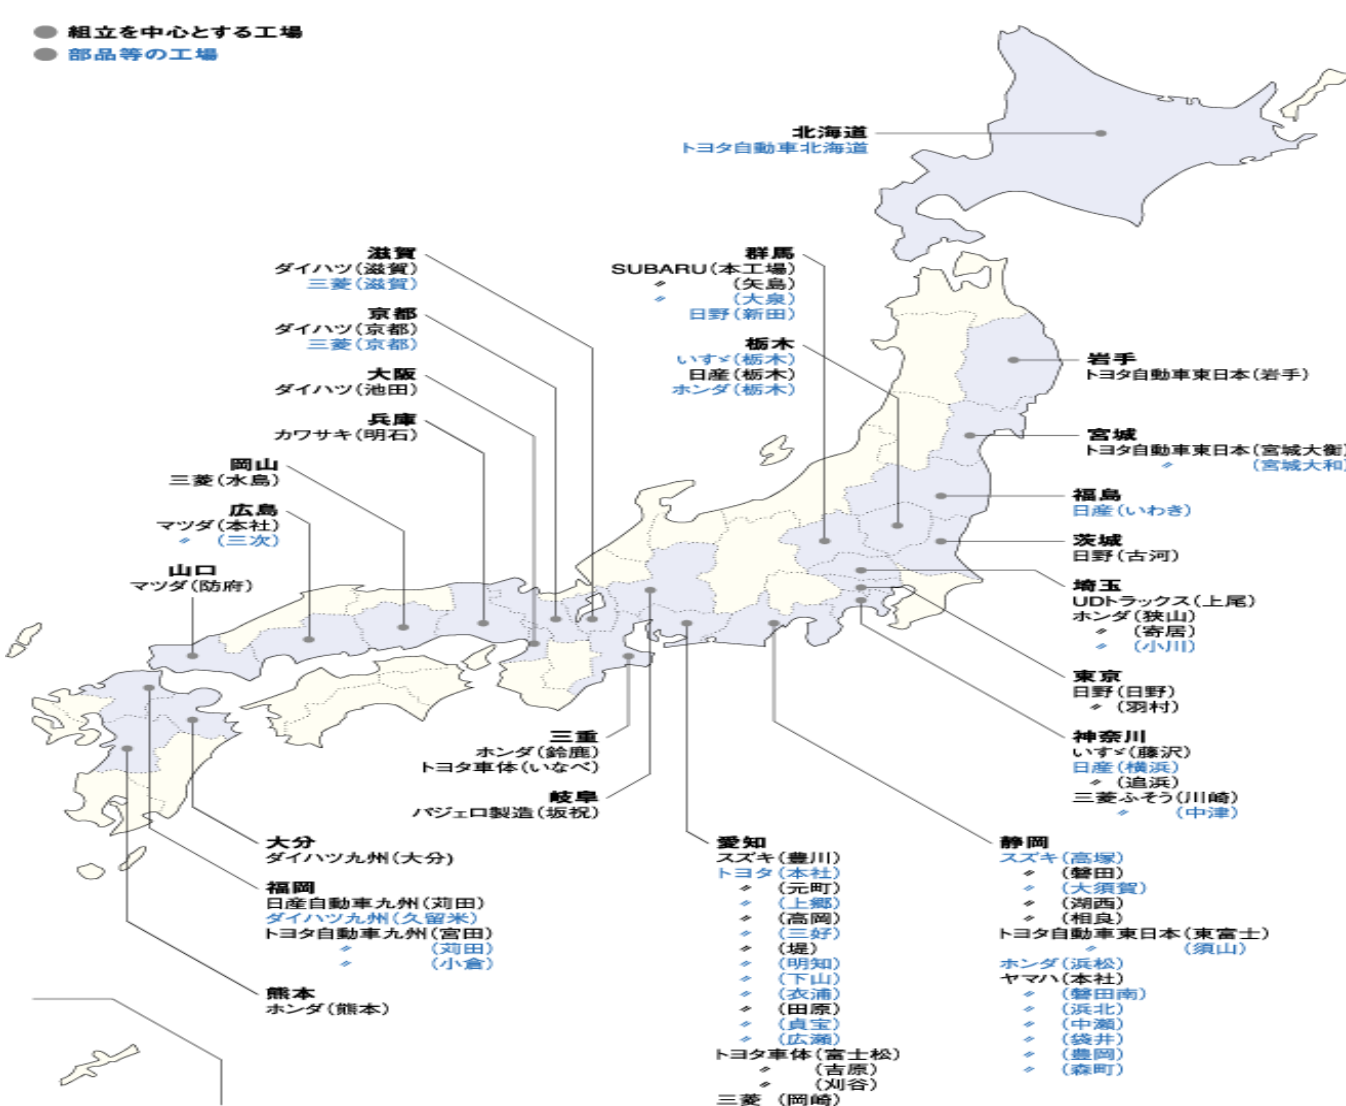 組立を中心とする工場
部品等の工場
北海道
トヨタ自動車北海道
滋賀
ダイハツ(滋賀)
三菱(滋賀)
京都
ダイハツ(京都)
三菱(京都)
大阪
ダイハツ(池田)
兵庫
カワサキ(明石)
岡山
三菱(水島)
広島
マツダ(本社)
〃 (三次)
山口
マツダ(防府)
群馬
SUBARU(本工場)
〃 (矢島)
〃 (大泉)
日野(新田)
栃木
いすゞ(栃木)
日産(栃木)
ホンダ(栃木)
岩手
トヨタ自動車東日本(岩手)
宮城
トヨタ自動車東日本(宮城大衡)
〃 (宮城大和)
福島
日産(いわき)
茨城
日野(古河)
埼玉
UDトラックス(上尾)
ホンダ(狭山)
〃 (寄居)
〃 (小川)
東京
日野(日野)
〃 (羽村)
神奈川
いすゞ(藤沢)
日産(横浜)
〃 (追浜)
三菱ふそう(川崎)
〃 (中津)
三重
ホンダ(鈴鹿)
トヨタ車体(いなべ)
岐阜
パジェロ製造(坂祝)
大分
ダイハツ九州(大分)
福岡
日産自動車九州(苅田)
ダイハツ九州(久留米)
トヨタ自動車九州(宮田)
〃 (苅田)
〃 (小倉)
熊本
ホンダ(熊本)
愛知
スズキ(豊川)
トヨタ(本社)
〃 (元町)
〃 (上郷)
〃 (高岡)
〃 (三好)
〃 (堤)
〃 (明知)
〃 (下山)
〃 (衣浦)
〃 (田原)
〃 (貞宝)
〃 (広瀬)
トヨタ車体(富士松)
〃 (吉原)
〃 (刈谷)
三菱 (岡崎)
静岡
スズキ(高塚)
〃 (磐田)
〃 (大須賀)
〃 (湖西)
〃 (相良)
トヨタ自動車東日本(東富士)
〃 (須山)
ホンダ(浜松)
ヤマハ(本社)
〃 (磐田南)
〃 (浜北)
〃 (中瀬)
〃 (袋井)
〃 (豊岡)
〃 (森町)